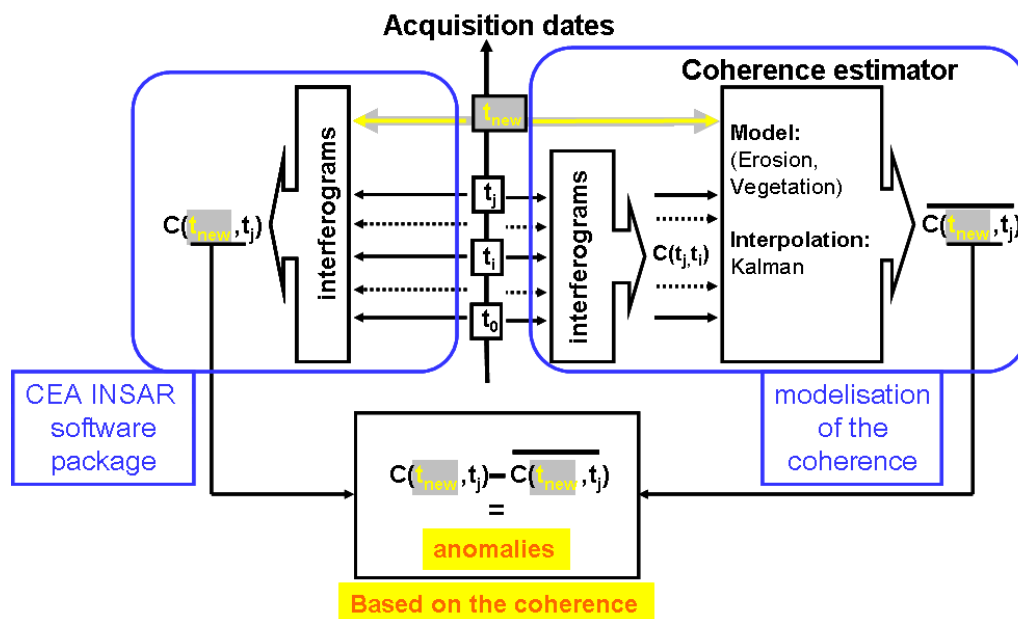 Acquisition dates
Coherence estimator
t_new
interferograms
C(t_new,t_j)
t_j
t_i
t_0
interferograms
C(t_j,t_i)
Model:
(Erosion,
Vegetation)
Interpolation:
Kalman
C(t_new,t_j)
CEA INSAR
software
package
modelisation
of the
coherence
C(t_new,t_j)–C(t_new,t_j)
=
anomalies
Based on the coherence